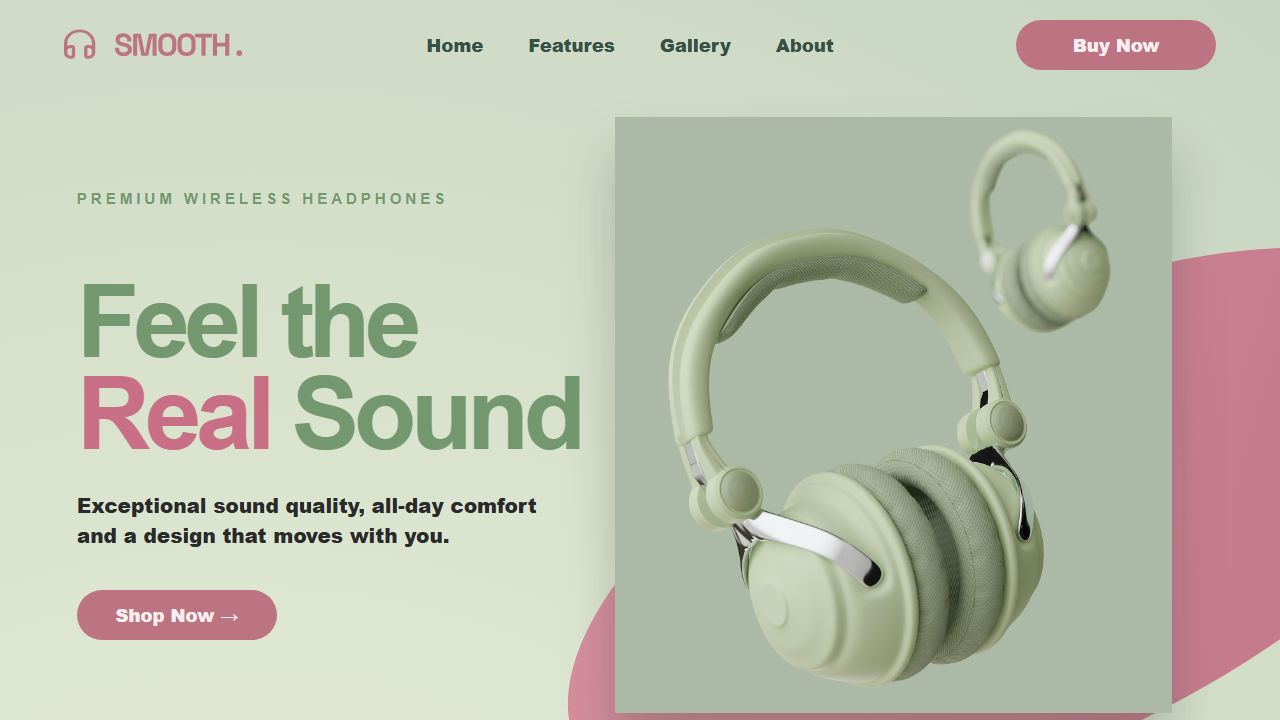 SMOOTH.
Home
Features
Gallery
About
Buy Now
PREMIUM WIRELESS HEADPHONES
Feel the
Real Sound
Exceptional sound quality, all-day comfort
and a design that moves with you.
Shop Now →